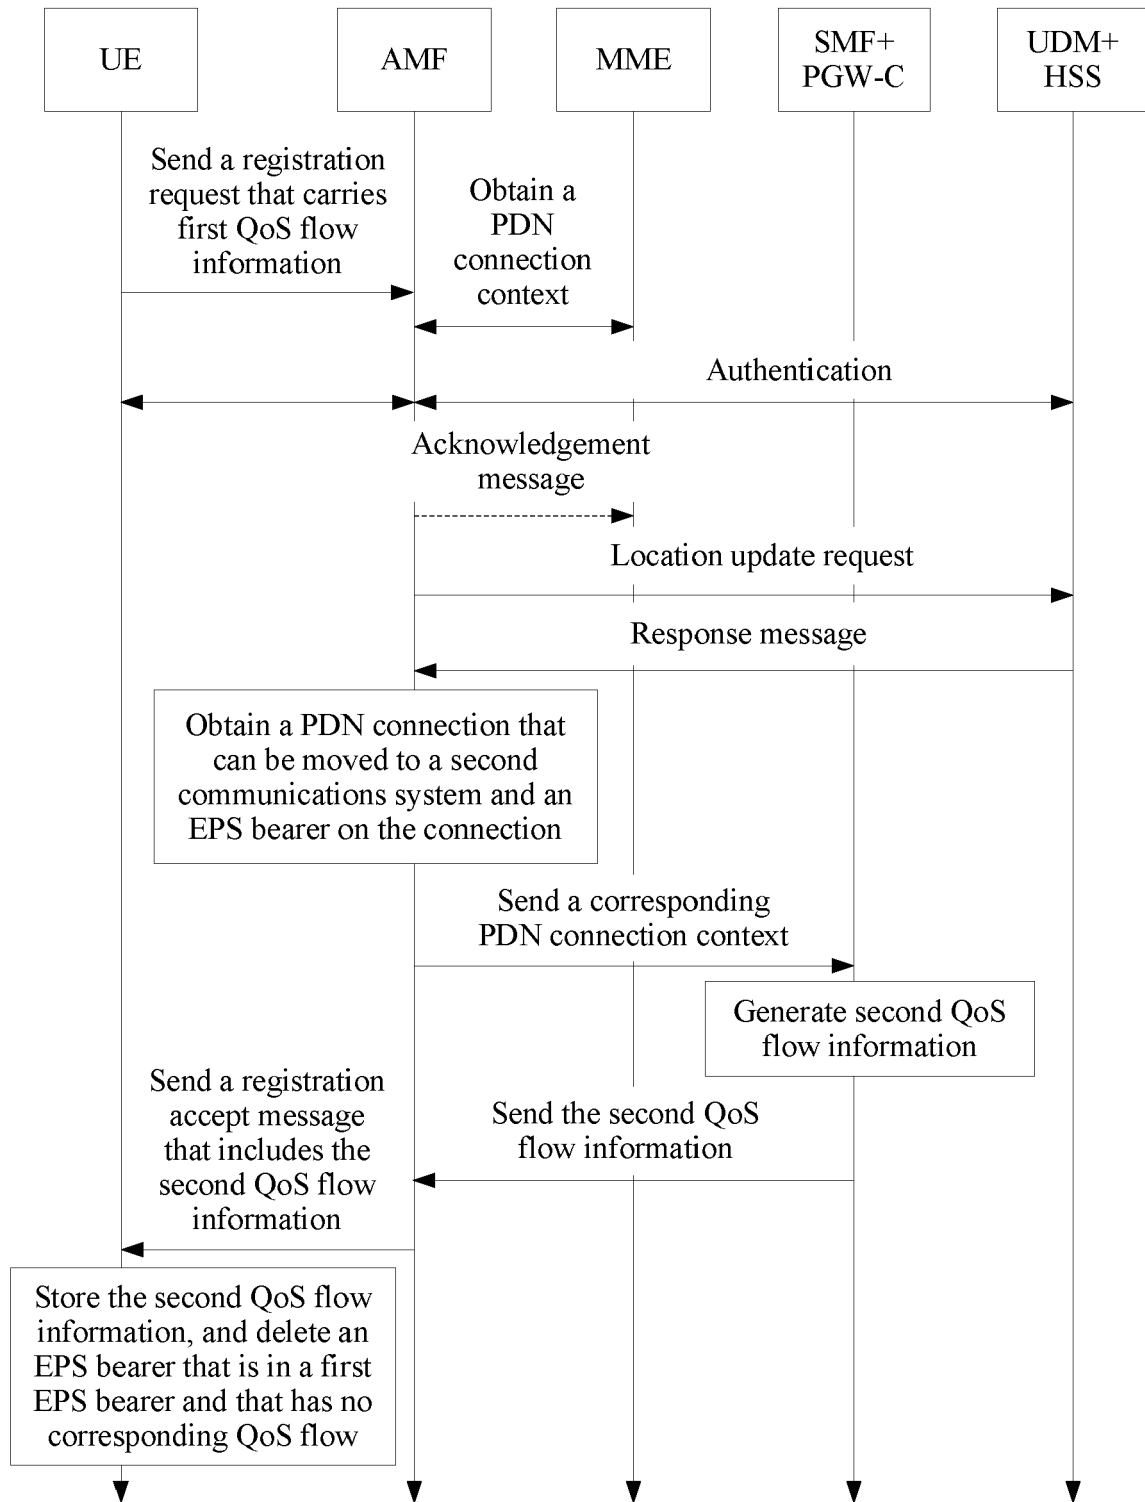 UE
AMF
MME
SMF+
PGW-C
UDM+
HSS
Send a registration
request that carries
first QoS flow
information
Obtain a
PDN
connection
context
Authentication
Acknowledgement
message
Location update request
Response message
Obtain a PDN connection that
can be moved to a second
communications system and an
EPS bearer on the connection
Send a corresponding
PDN connection context
Generate second QoS
flow information
Send the second QoS
flow information
Send a registration
accept message
that includes the
second QoS flow
information
Store the second QoS flow
information, and delete an
EPS bearer that is in a first
EPS bearer and that has no
corresponding QoS flow